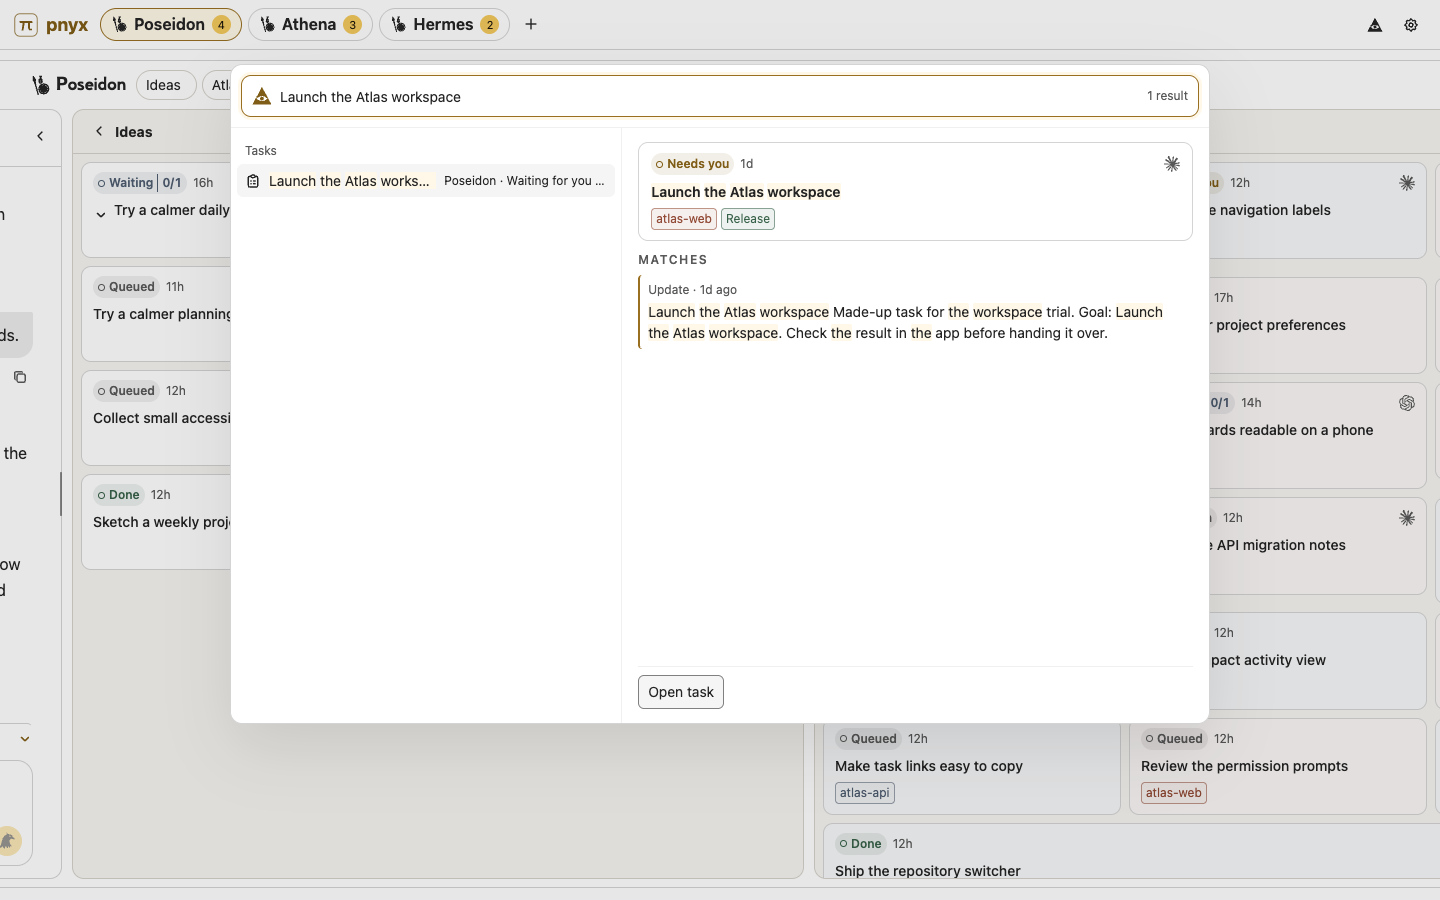 π pnyx Poseidon 4 Athena 3 Hermes 2 +
Poseidon Ideas Atl
Launch the Atlas workspace 1 result
Ideas
Tasks
Launch the Atlas works... Poseidon · Waiting for you ...
Needs you 1d
Launch the Atlas workspace
atlas-web Release
MATCHES
Update · 1d ago
Launch the Atlas workspace Made-up task for the workspace trial. Goal: Launch
the Atlas workspace. Check the result in the app before handing it over.
Open task
Waiting 0/1 16h
Try a calmer daily
Queued 11h
Try a calmer planning
Queued 12h
Collect small accessi
Done 12h
Sketch a weekly proj
ds.
the
ow
12h
navigation labels
17h
project preferences
0/1 14h
ards readable on a phone
12h
API migration notes
12h
pact activity view
Queued 12h
Make task links easy to copy
atlas-api
Queued 12h
Review the permission prompts
atlas-web
Done 12h
Ship the repository switcher